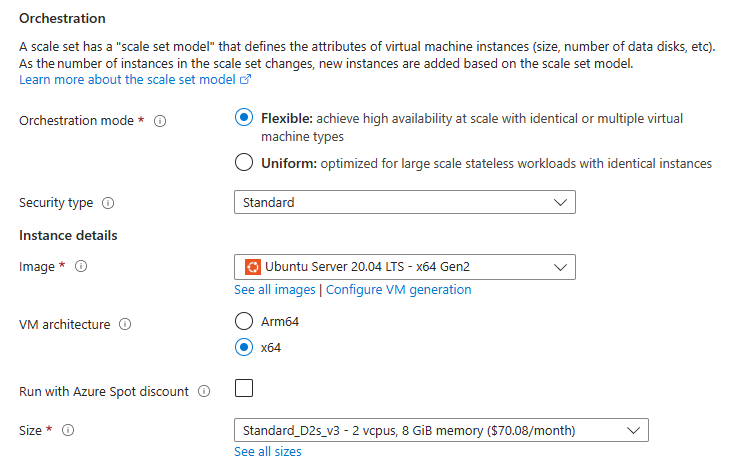 Orchestration
A scale set has a "scale set model" that defines the attributes of virtual machine instances (size, number of data disks, etc).
As the number of instances in the scale set changes, new instances are added based on the scale set model.
Learn more about the scale set model
Orchestration mode *
Flexible: achieve high availability at scale with identical or multiple virtual
machine types
Uniform: optimized for large scale stateless workloads with identical instances
Security type
Standard
Instance details
Image *
Ubuntu Server 20.04 LTS - x64 Gen2
See all images | Configure VM generation
VM architecture
Arm64
x64
Run with Azure Spot discount
Size *
Standard_D2s_v3 - 2 vcpus, 8 GiB memory ($70.08/month)
See all sizes